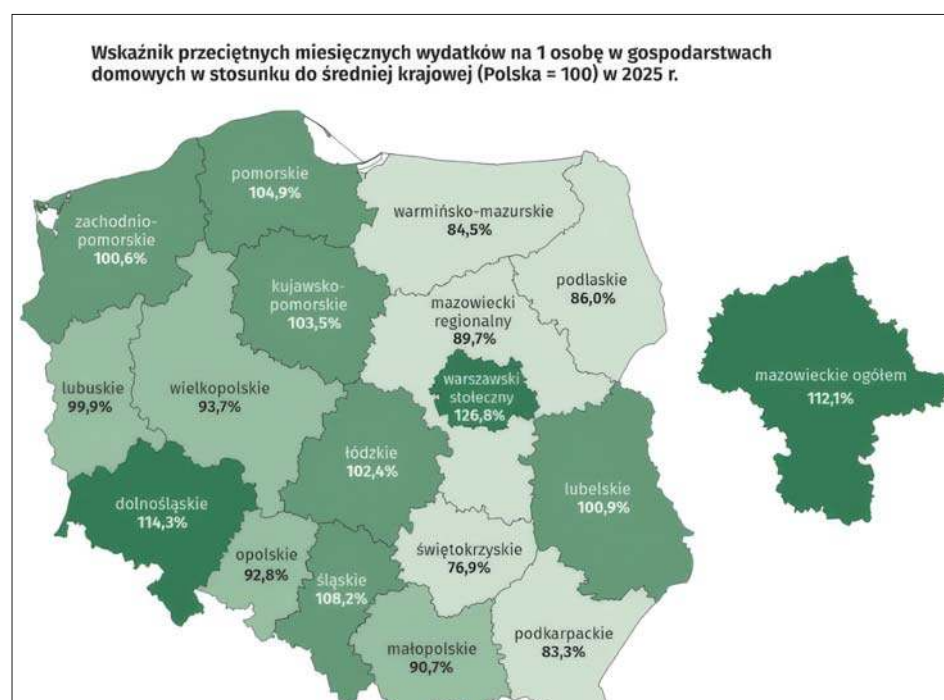 Wskaźnik przeciętnych miesięcznych wydatków na 1 osobę w gospodarstwach
domowych w stosunku do średniej krajowej (Polska = 100) w 2025 r.
pomorskie
104,9%
zachodnio-
pomorskie
100,6%
warmińsko-mazurskie
84,5%
podlaskie
86,0%
kujawsko-
pomorskie
103,5%
mazowiecki
regionalny
89,7%
lubuskie
99,9%
wielkopolskie
93,7%
warszawski
stołeczny
126,8%
mazowieckie ogółem
112,1%
łódzkie
102,4%
lubelskie
100,9%
dolnośląskie
114,3%
opolskie
92,8%
śląskie
108,2%
świętokrzyskie
76,9%
małopolskie
90,7%
podkarpackie
83,3%